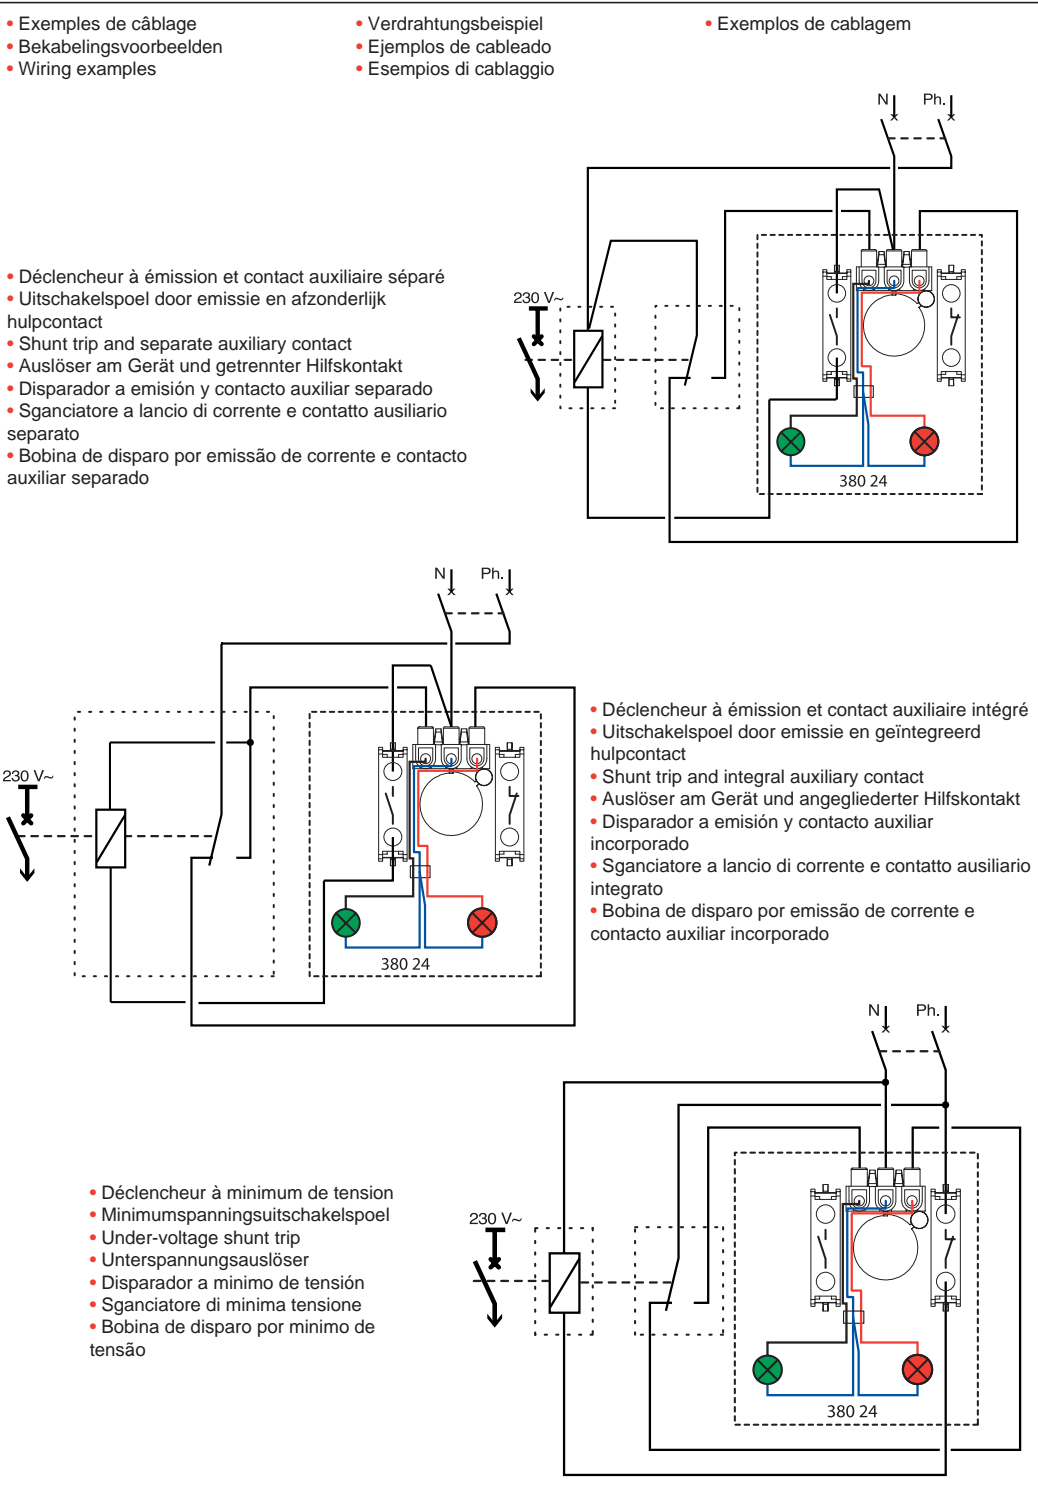 • Exemples de câblage
• Bekabelingsvoorbeelden
• Wiring examples
• Verdrahtungsbeispiel
• Ejemplos de cableado
• Esempios di cablaggio
• Exemplos de cablagem
N Ph.
• Déclencheur à émission et contact auxiliaire séparé
• Uitschakelspoel door emissie en afzonderlijk
hulpcontact
• Shunt trip and separate auxiliary contact
• Auslöser am Gerät und getrennter Hilfskontakt
• Disparador a emisión y contacto auxiliar separado
• Sganciatore a lancio di corrente e contatto ausiliario
separato
• Bobina de disparo por emissão de corrente e contacto
auxiliar separado
230 V~
380 24
N Ph.
230 V~
380 24
• Déclencheur à émission et contact auxiliaire intégré
• Uitschakelspoel door emissie en geïntegreerd
hulpcontact
• Shunt trip and integral auxiliary contact
• Auslöser am Gerät und angegliederter Hilfskontakt
• Disparador a emisión y contacto auxiliar
incorporado
• Sganciatore a lancio di corrente e contatto ausiliario
integrato
• Bobina de disparo por emissão de corrente e
contacto auxiliar incorporado
N Ph.
• Déclencheur à minimum de tension
• Minimumspanningsuitschakelspoel
• Under-voltage shunt trip
• Unterspannungsauslöser
• Disparador a minimo de tensión
• Sganciatore di minima tensione
• Bobina de disparo por minimo de
tensão
230 V~
380 24